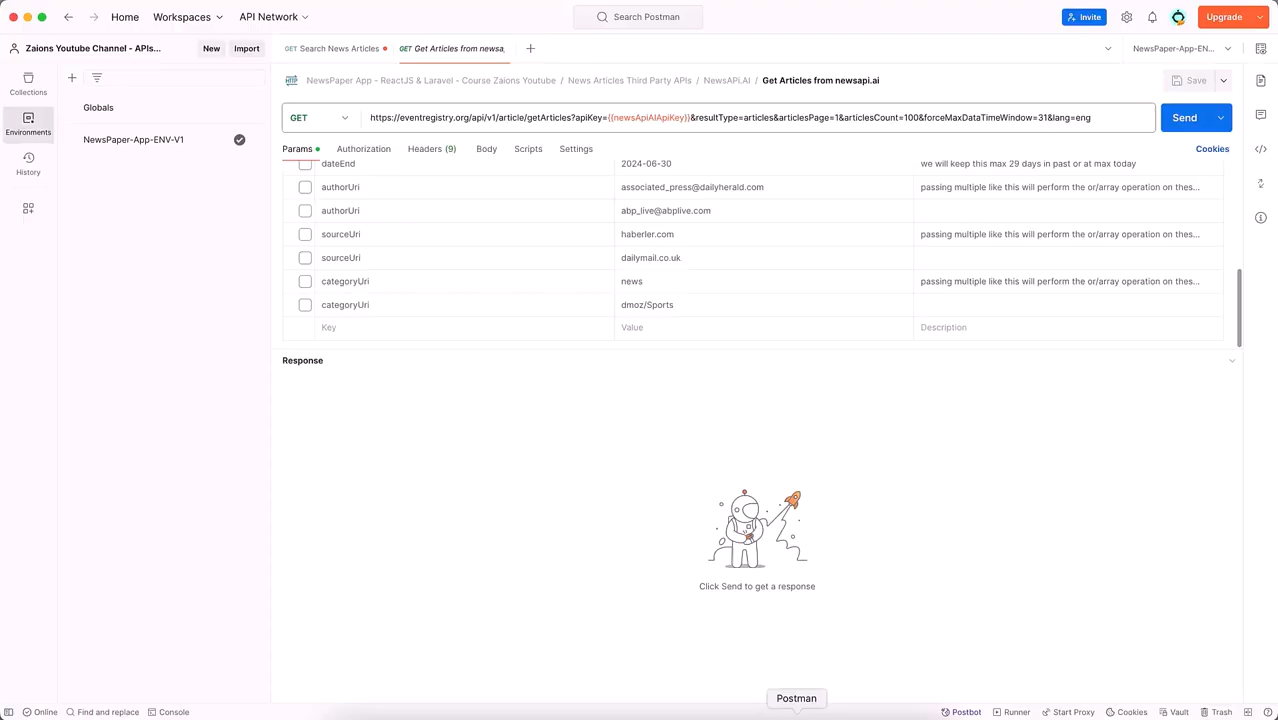 Home
Workspaces
API Network
Search Postman
Invite
Upgrade
Zaions Youtube Channel - APIs...
New
Import
GET Search News Articles
GET Get Articles from newsa
NewsPaper-App-EN...
Collections
Environments
History
Globals
NewsPaper-App-ENV-V1
HTTP NewsPaper App - ReactJS & Laravel - Course Zaions Youtube / News Articles Third Party APIs / NewsAPi.AI / Get Articles from newsapi.ai
Save
GET
https://eventregistry.org/api/v1/article/getArticles?apiKey={{newsApiAIApiKey}}&resultType=articles&articlesPage=1&articlesCount=100&forceMaxDataTimeWindow=31&lang=eng
Send
Params
Authorization
Headers (9)
Body
Scripts
Settings
Cookies
dateEnd 2024-06-30 we will keep this max 29 days in past or at max today
authorUri associated_press@dailyherald.com passing multiple like this will perform the or/array operation on thes...
authorUri abp_live@abplive.com
sourceUri haberler.com passing multiple like this will perform the or/array operation on thes...
sourceUri dailymail.co.uk
categoryUri news passing multiple like this will perform the or/array operation on thes...
categoryUri dmoz/Sports
Key Value Description
Response
Click Send to get a response
Postman
Online
Find and replace
Console
Postbot
Runner
Start Proxy
Cookies
Vault
Trash